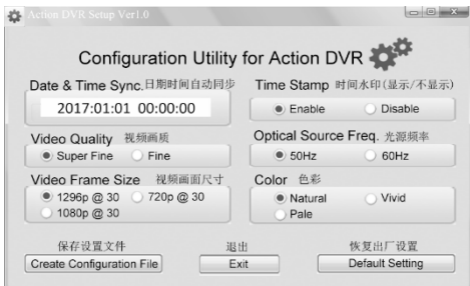 Action DVR Setup Ver1.0
Configuration Utility for Action DVR
Date & Time Sync. 日期时间自动同步
2017:01:01 00:00:00
Time Stamp 时间水印(显示/不显示)
Enable Disable
Video Quality 视频画质
Super Fine Fine
Optical Source Freq. 光源频率
50Hz 60Hz
Video Frame Size 视频画面尺寸
1296p @ 30 720p @ 30
1080p @ 30
Color 色彩
Natural Vivid
Pale
保存设置文件 退出 恢复出厂设置
Create Configuration File Exit Default Setting